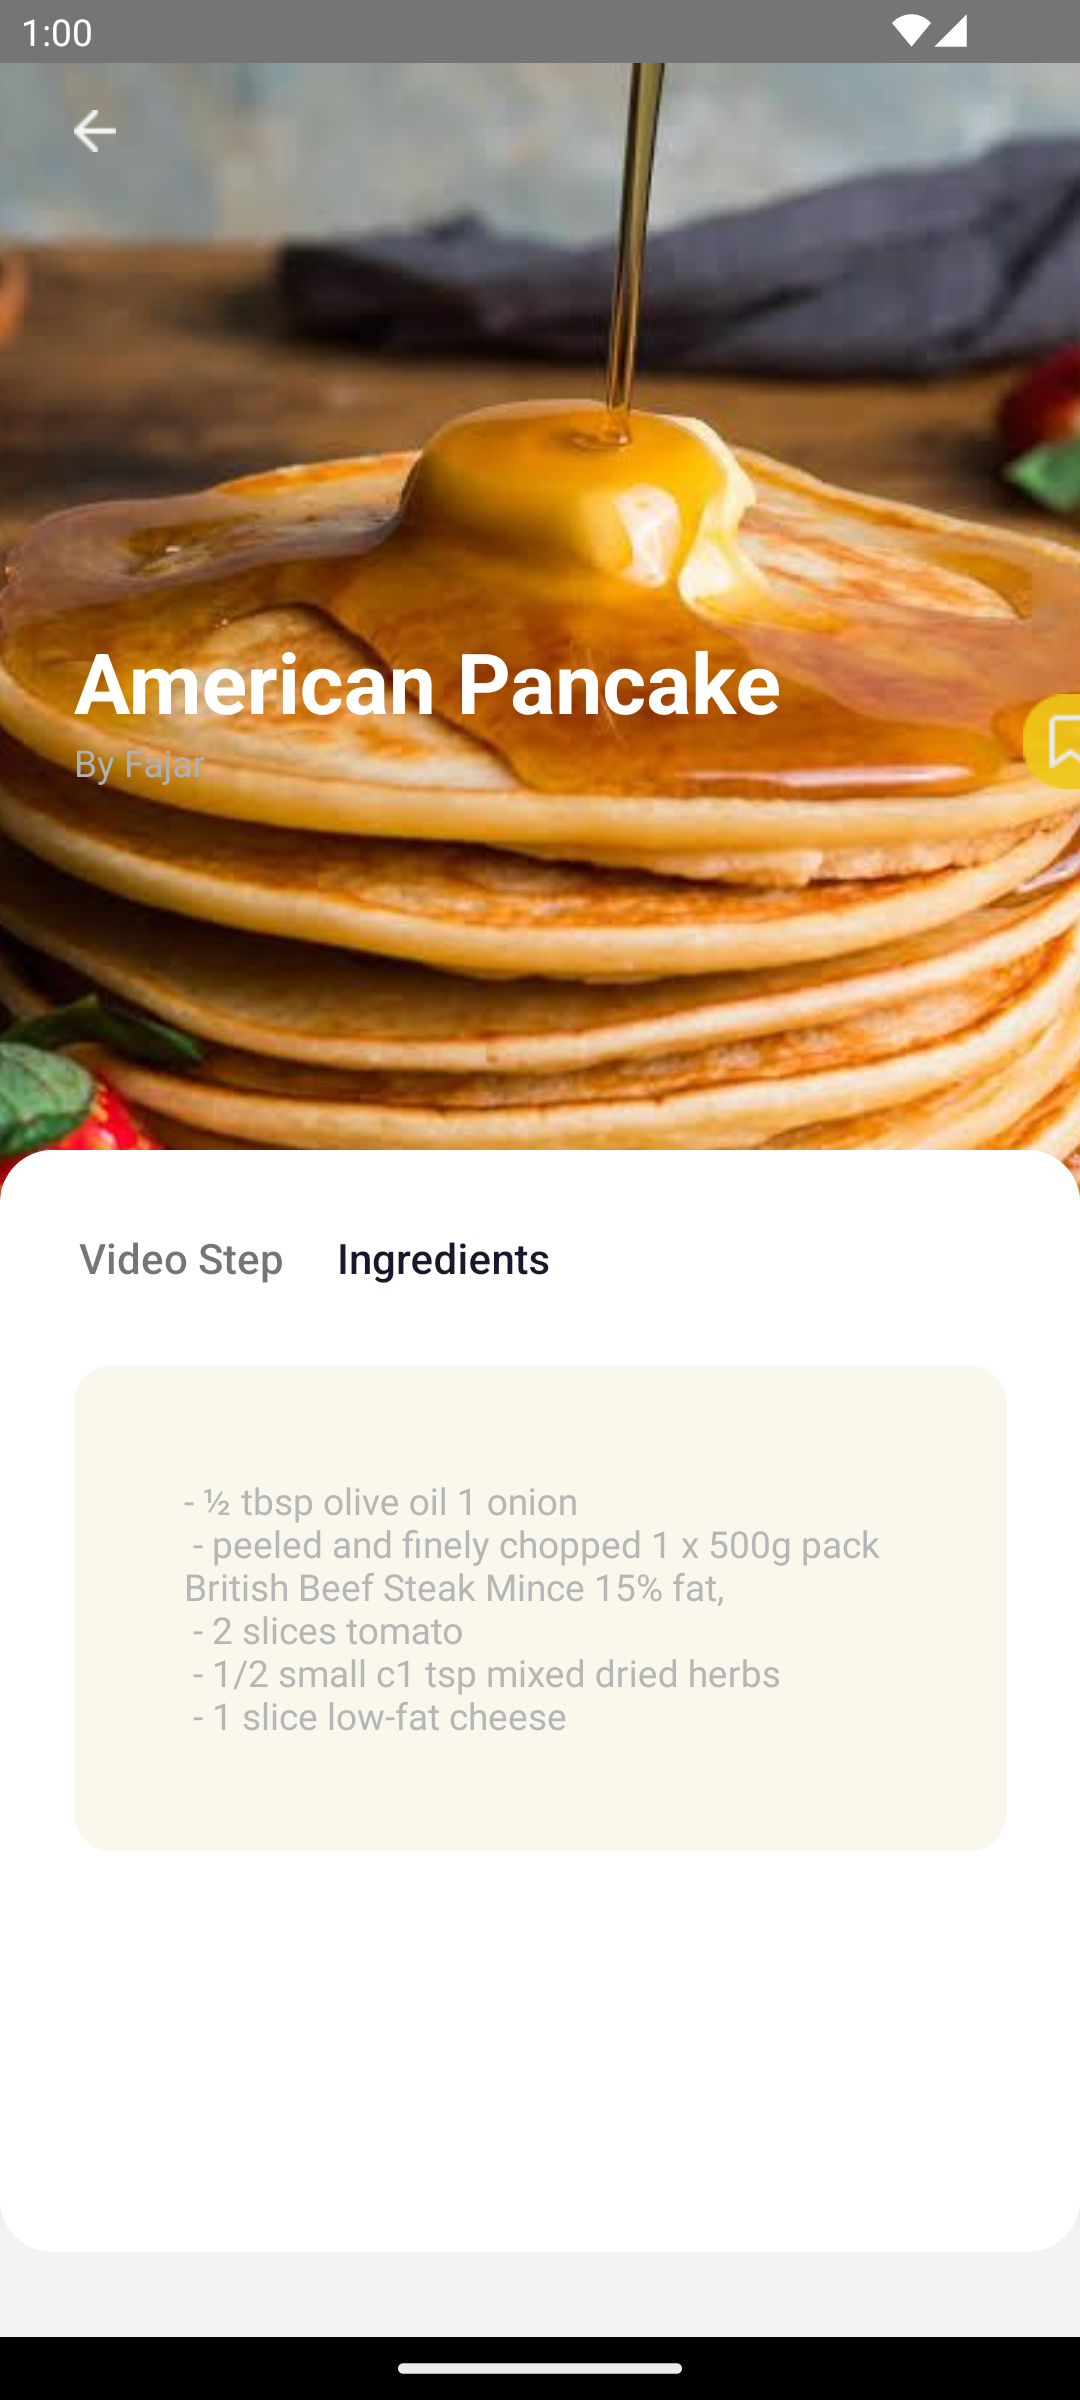 1:00
American Pancake
By Fajar
Video Step
Ingredients
- ½ tbsp olive oil 1 onion
- peeled and finely chopped 1 x 500g pack
British Beef Steak Mince 15% fat,
- 2 slices tomato
- 1/2 small c1 tsp mixed dried herbs
- 1 slice low-fat cheese